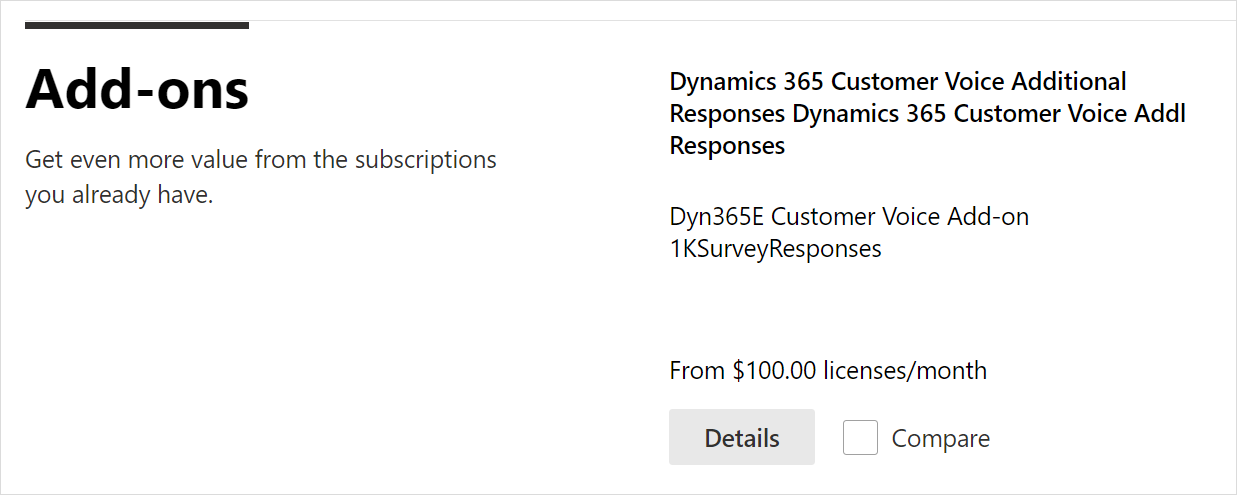 Add-ons
Get even more value from the subscriptions
you already have.
Dynamics 365 Customer Voice Additional
Responses Dynamics 365 Customer Voice Addl
Responses
Dyn365E Customer Voice Add-on
1KSurveyResponses
From $100.00 licenses/month
Details
Compare